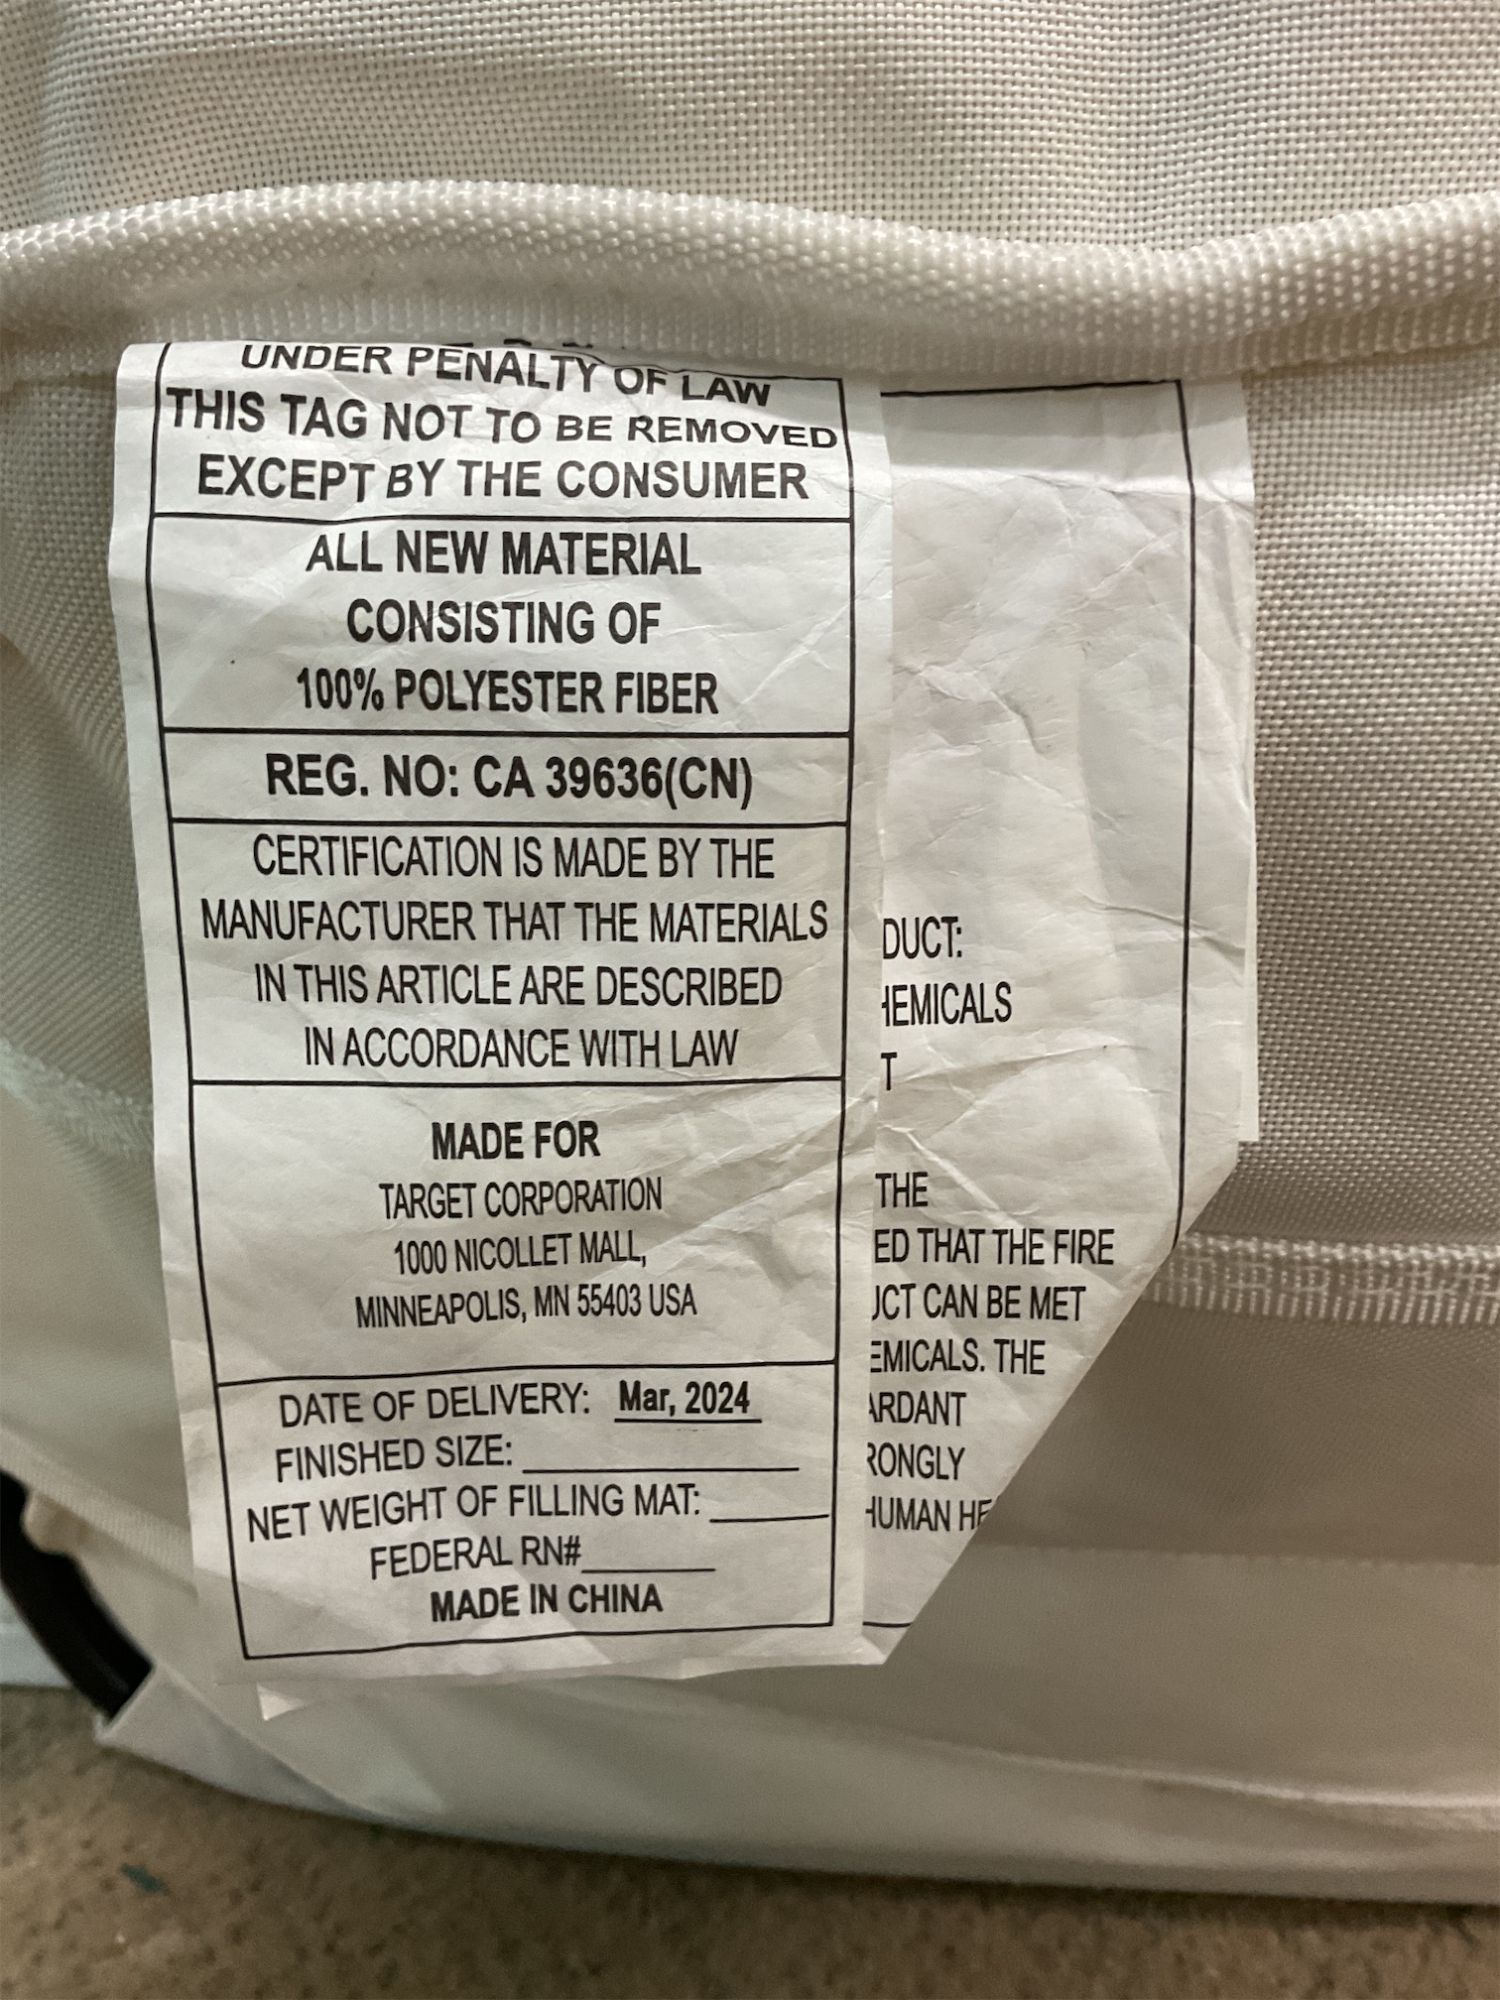 UNDER PENALTY OF LAW
THIS TAG NOT TO BE REMOVED
EXCEPT BY THE CONSUMER
ALL NEW MATERIAL
CONSISTING OF
100% POLYESTER FIBER
REG. NO: CA 39636(CN)
CERTIFICATION IS MADE BY THE
MANUFACTURER THAT THE MATERIALS
IN THIS ARTICLE ARE DESCRIBED
IN ACCORDANCE WITH LAW
MADE FOR
TARGET CORPORATION
1000 NICOLLET MALL,
MINNEAPOLIS, MN 55403 USA
DATE OF DELIVERY: Mar, 2024
FINISHED SIZE:
NET WEIGHT OF FILLING MAT:
FEDERAL RN#
MADE IN CHINA
DUCT:
HEMICALS
T
THE
ED THAT THE FIRE
UCT CAN BE MET
EMICALS. THE
ARDANT
RONGLY
HUMAN HE